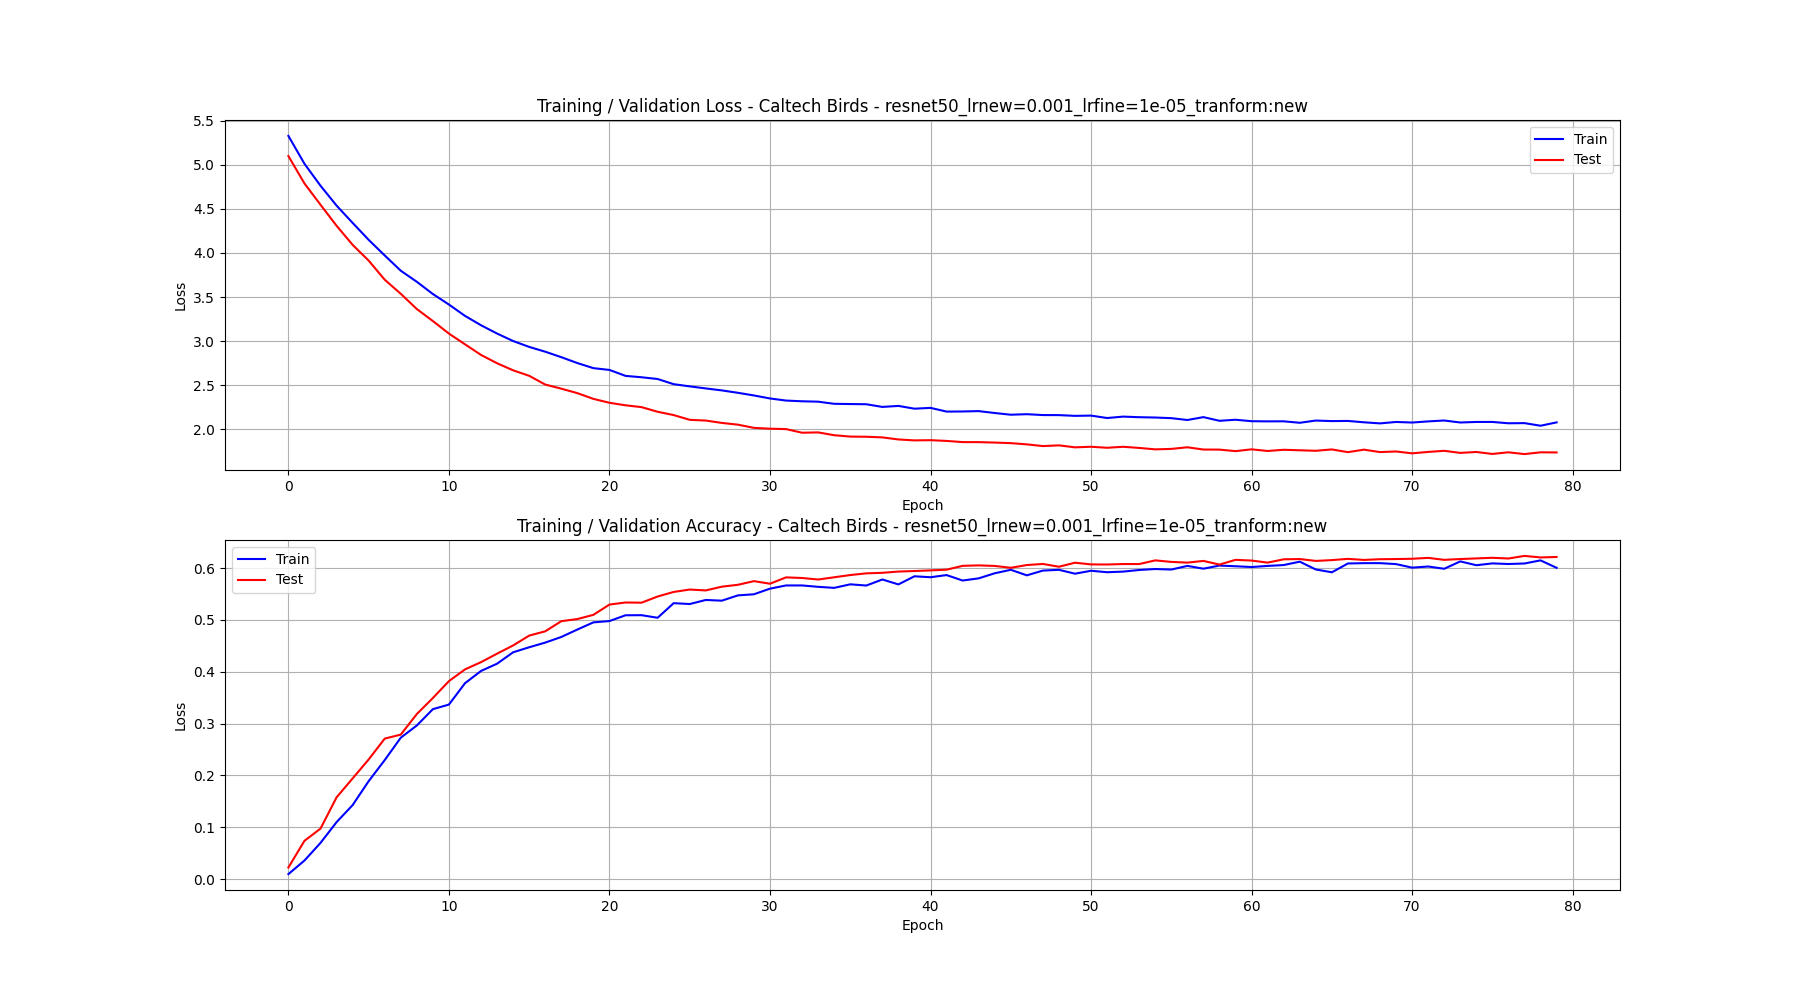 Training / Validation Loss - Caltech Birds - resnet50_lrnew=0.001_lrfine=1e-05_tranform:new
5.5
5.0
4.5
4.0
3.5
3.0
2.5
2.0
Loss
Train
Test
0 10 20 30 40 50 60 70 80
Epoch
Training / Validation Accuracy - Caltech Birds - resnet50_lrnew=0.001_lrfine=1e-05_tranform:new
Train
Test
0.6
0.5
0.4
0.3
0.2
0.1
0.0
Loss
0 10 20 30 40 50 60 70 80
Epoch